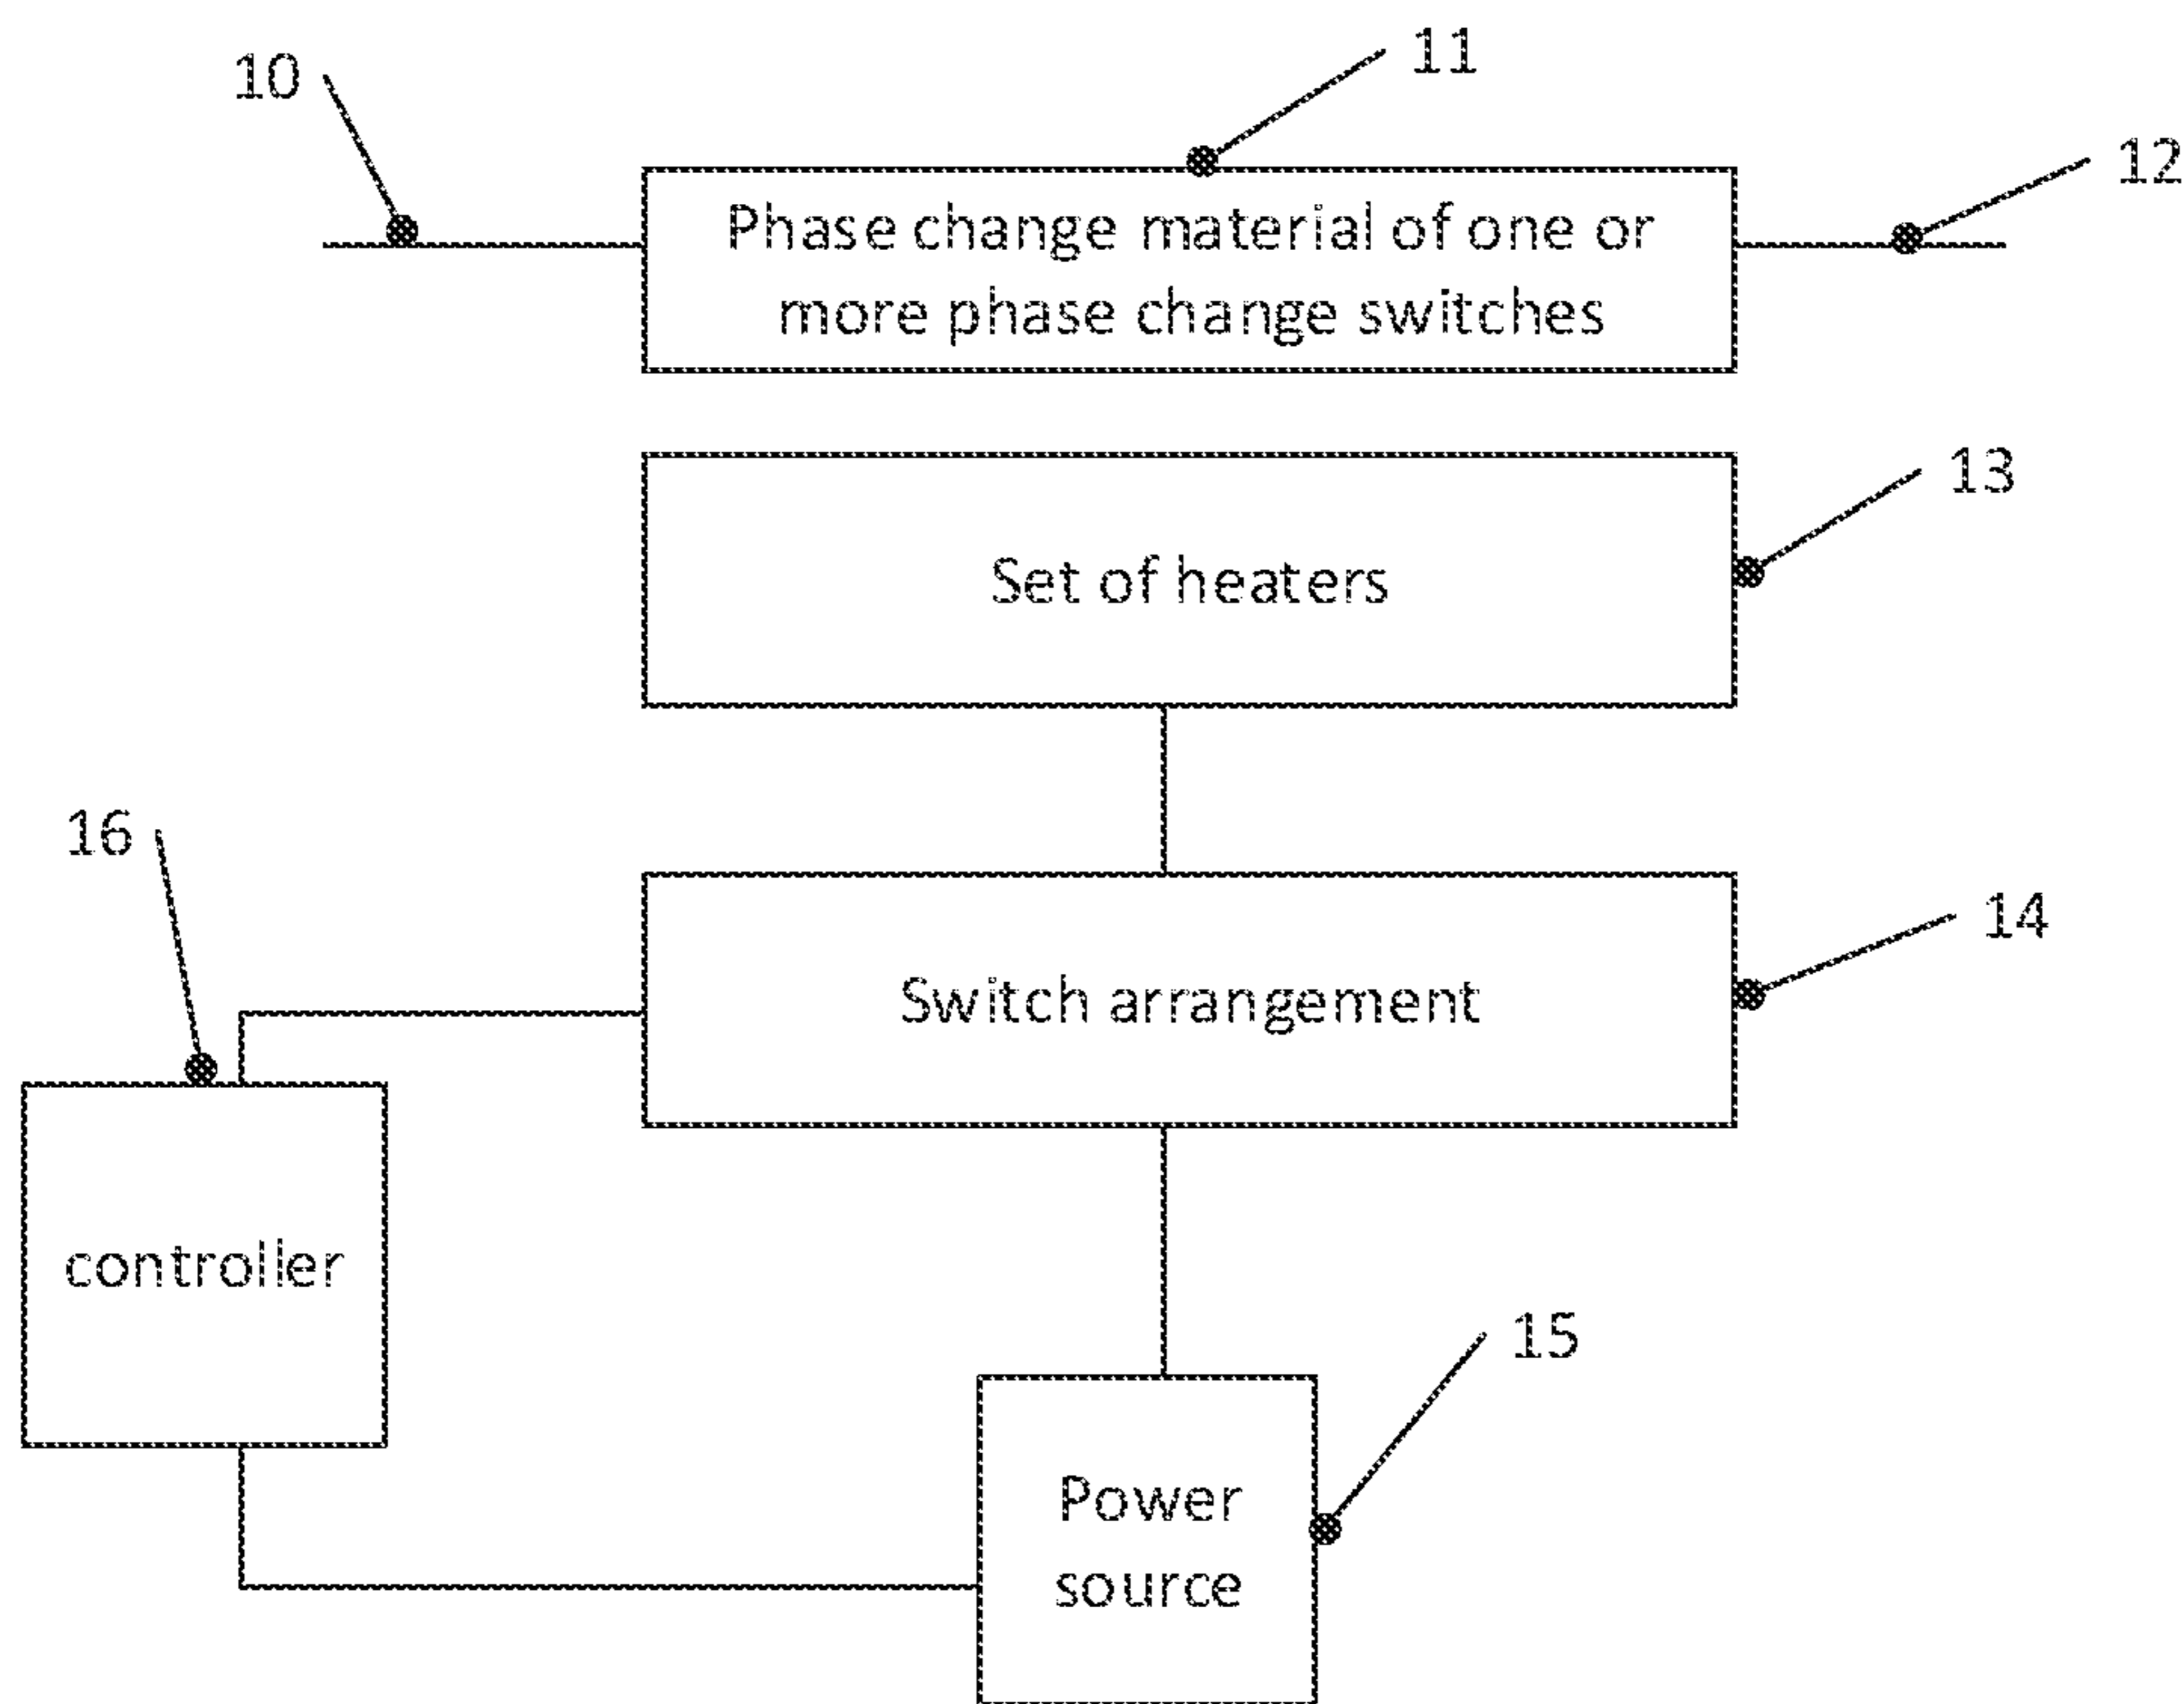 11
10
12
Phase change material of one or
more phase change switches
13
Set of heaters
16
14
Switch arrangement
controller
15
Power
source